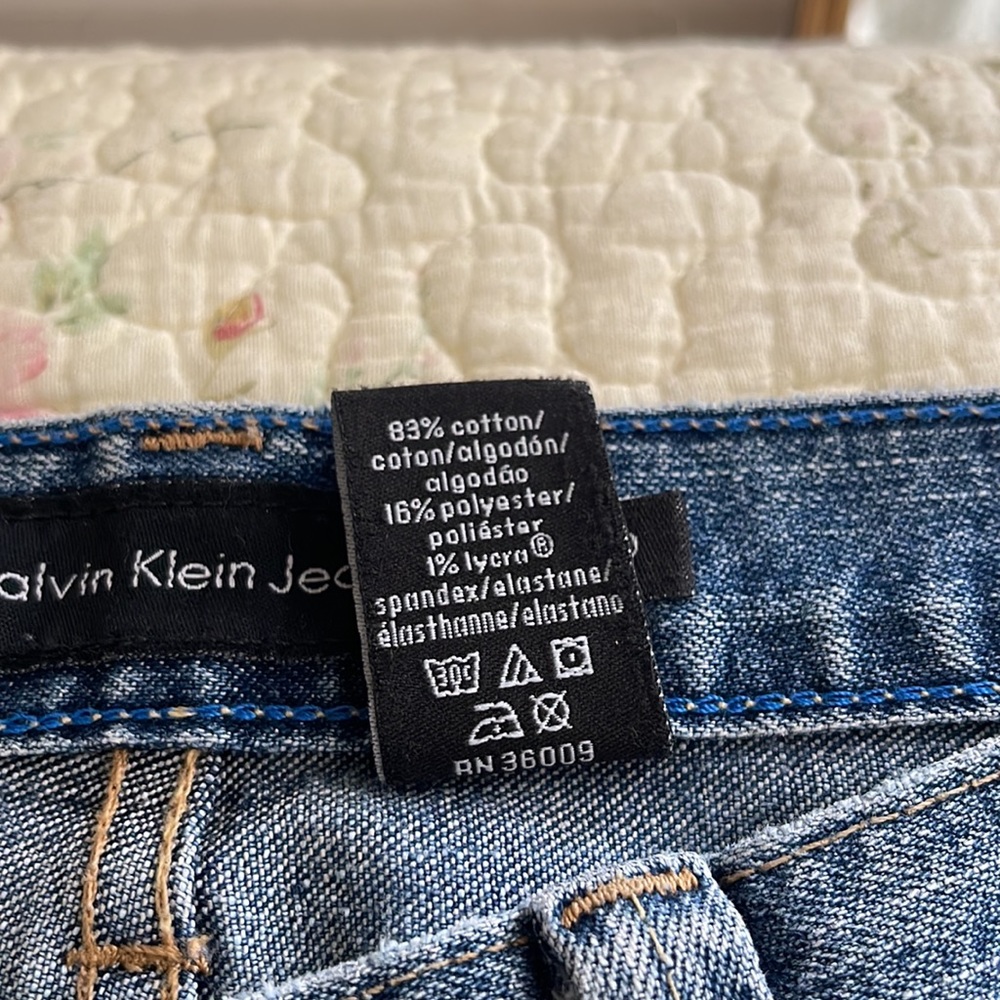 83% cotton/
coton/algodón/
algodão
16% polyester/
poliéster
1% lycra®
spandex/elastane/
élasthanne/elastano
30C
RN 36009
alvin Klein Jea